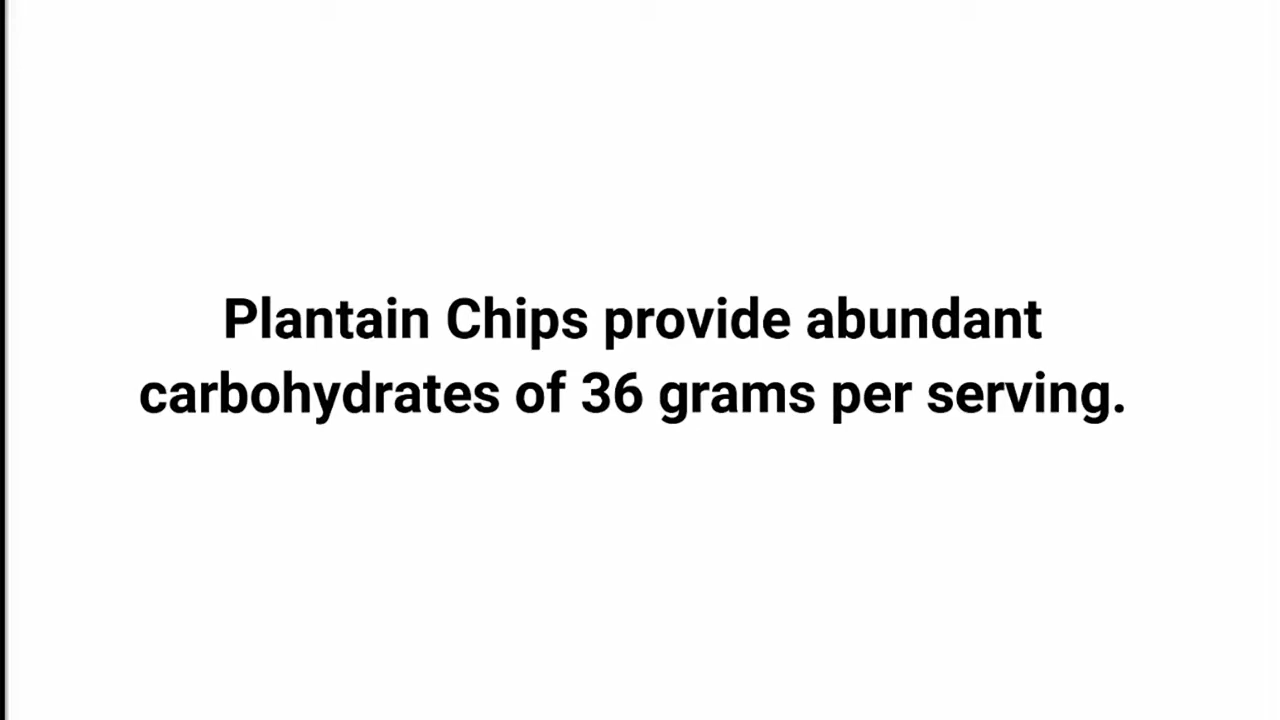 Plantain Chips provide abundant
carbohydrates of 36 grams per serving.